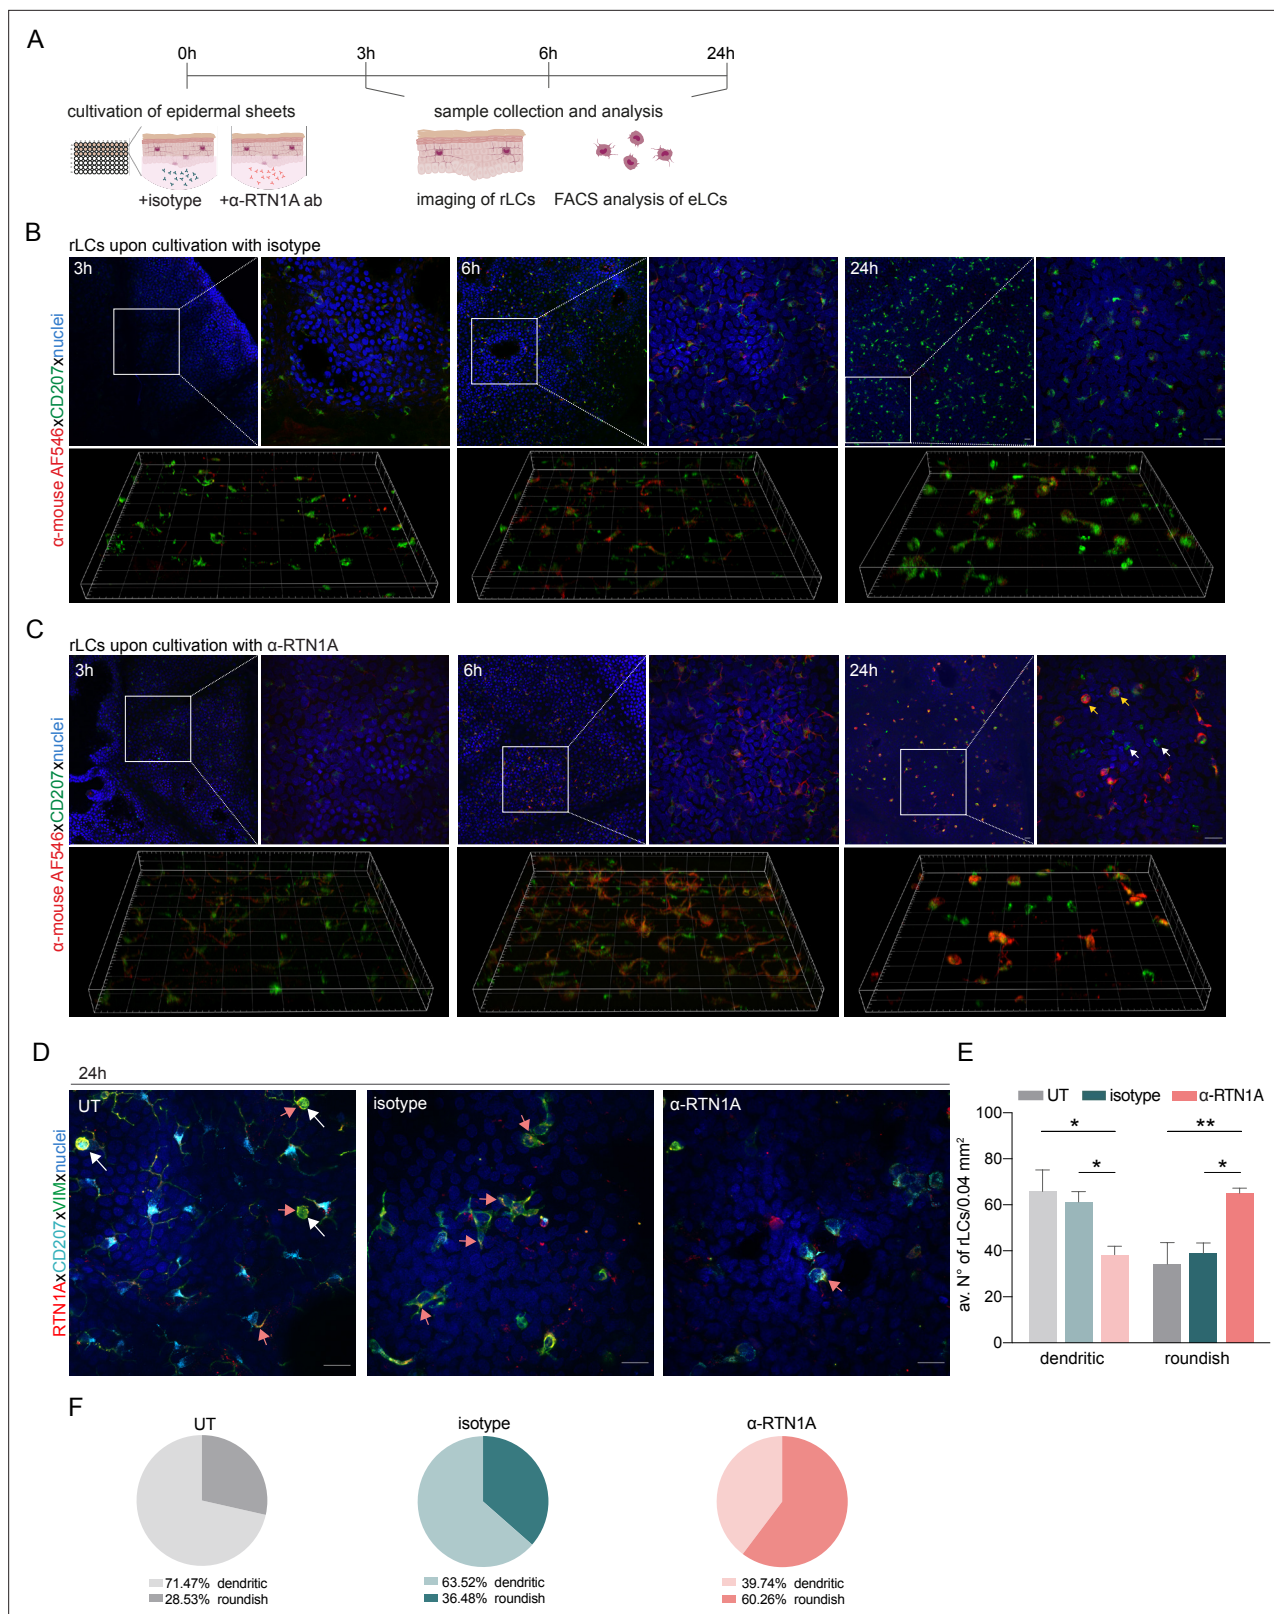 A
0h
3h
6h
24h
cultivation of epidermal sheets
sample collection and analysis
+isotype
+α-RTN1A ab
imaging of rLCs
FACS analysis of eLCs
B
rLCs upon cultivation with isotype
α-mouse AF546xCD207xnuclei
3h
6h
24h
C
rLCs upon cultivation with α-RTN1A
α-mouse AF546xCD207xnuclei
3h
6h
24h
D
24h
RTN1AxCD207xVIMxnuclei
UT
isotype
α-RTN1A
E
UT
isotype
α-RTN1A
av. N° of rLCs/0.04 mm²
100
80
60
40
20
0
*
*
**
*
dendritic
roundish
F
UT
71.47% dendritic
28.53% roundish
isotype
63.52% dendritic
36.48% roundish
α-RTN1A
39.74% dendritic
60.26% roundish